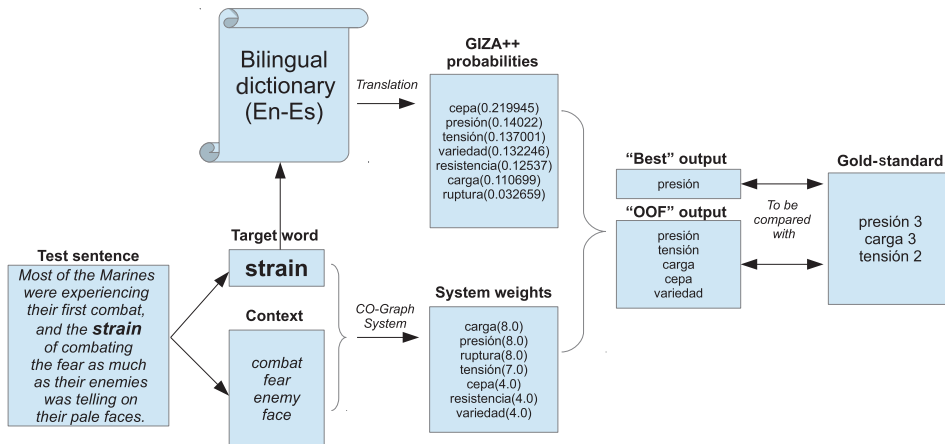 Bilingual
dictionary
(En-Es)
Translation
GIZA++
probabilities
cepa(0.219945)
presión(0.14022)
tensión(0.137001)
variedad(0.132246)
resistencia(0.12537)
carga(0.110699)
ruptura(0.032659)
Test sentence
Most of the Marines
were experiencing
their first combat,
and the strain
of combating
the fear as much
as their enemies
was telling on
their pale faces.
Target word
strain
Context
combat
fear
enemy
face
CO-Graph
System
System weights
carga(8.0)
presión(8.0)
ruptura(8.0)
tensión(7.0)
cepa(4.0)
resistencia(4.0)
variedad(4.0)
“Best” output
presión
“OOF” output
presión
tensión
carga
cepa
variedad
To be
compared
with
Gold-standard
presión 3
carga 3
tensión 2